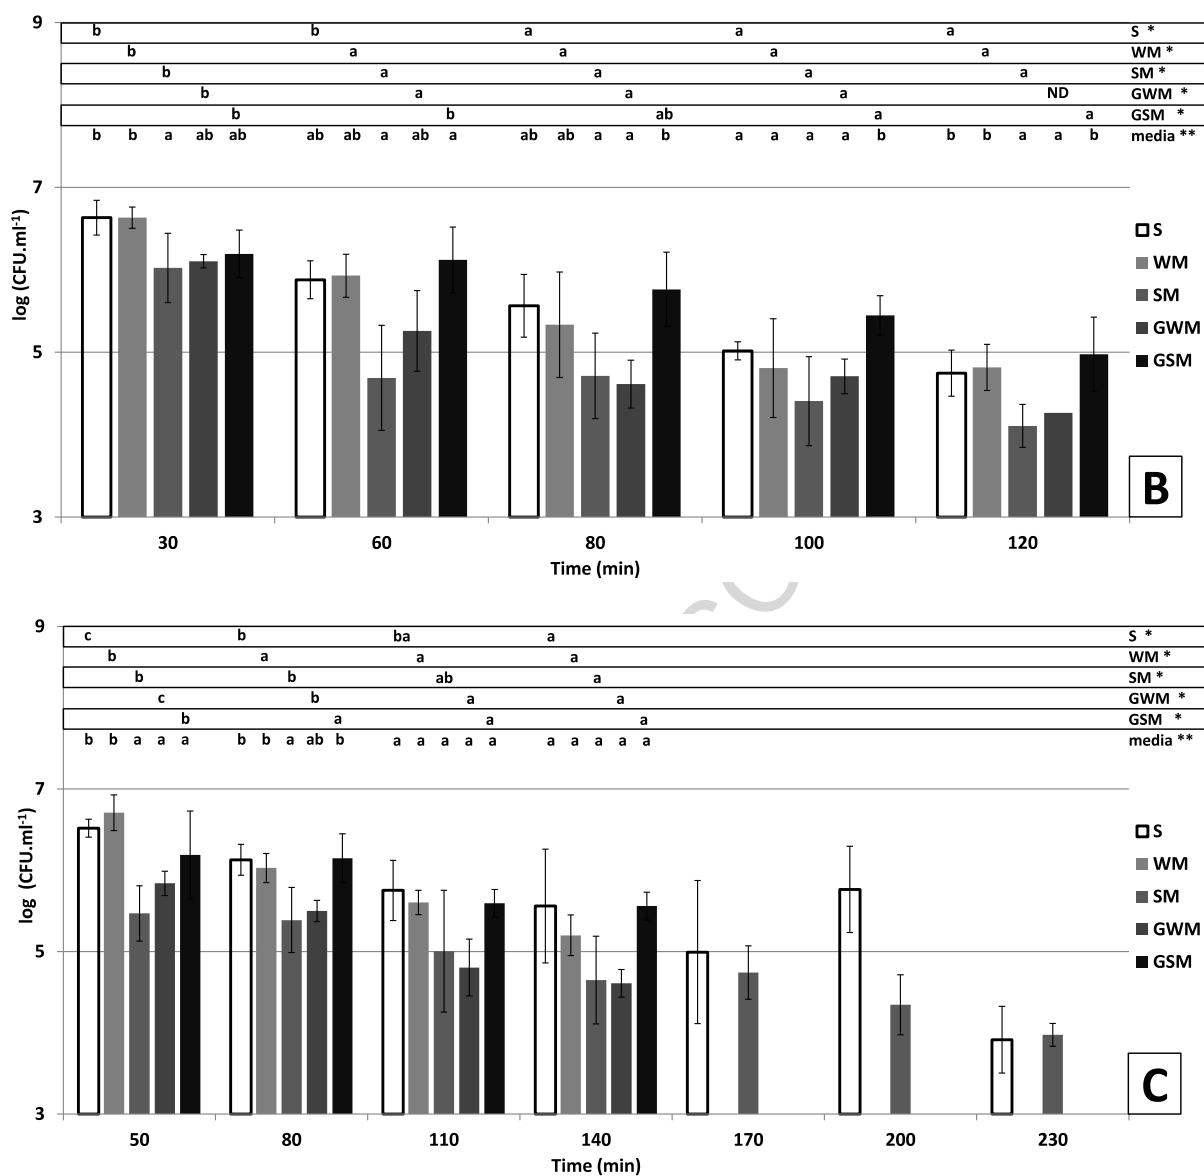 9
b b a a a S *
b a a a a WM *
b a a a a SM *
b a a a ND GWM *
b b ab a a GSM *
b b a ab ab ab ab a b a ab ab a a b a a a a b b b a a b media **
7
5
3
log (CFU.ml-1)
S
WM
SM
GWM
GSM
B
30 60 80 100 120
Time (min)
9
c b ba a S *
b a a a WM *
b b ab a SM *
c b a a GWM *
b a a a GSM *
b b a a a b b a ab b a a a a a a a a a a media **
7
5
3
log (CFU.ml-1)
S
WM
SM
GWM
GSM
C
50 80 110 140 170 200 230
Time (min)